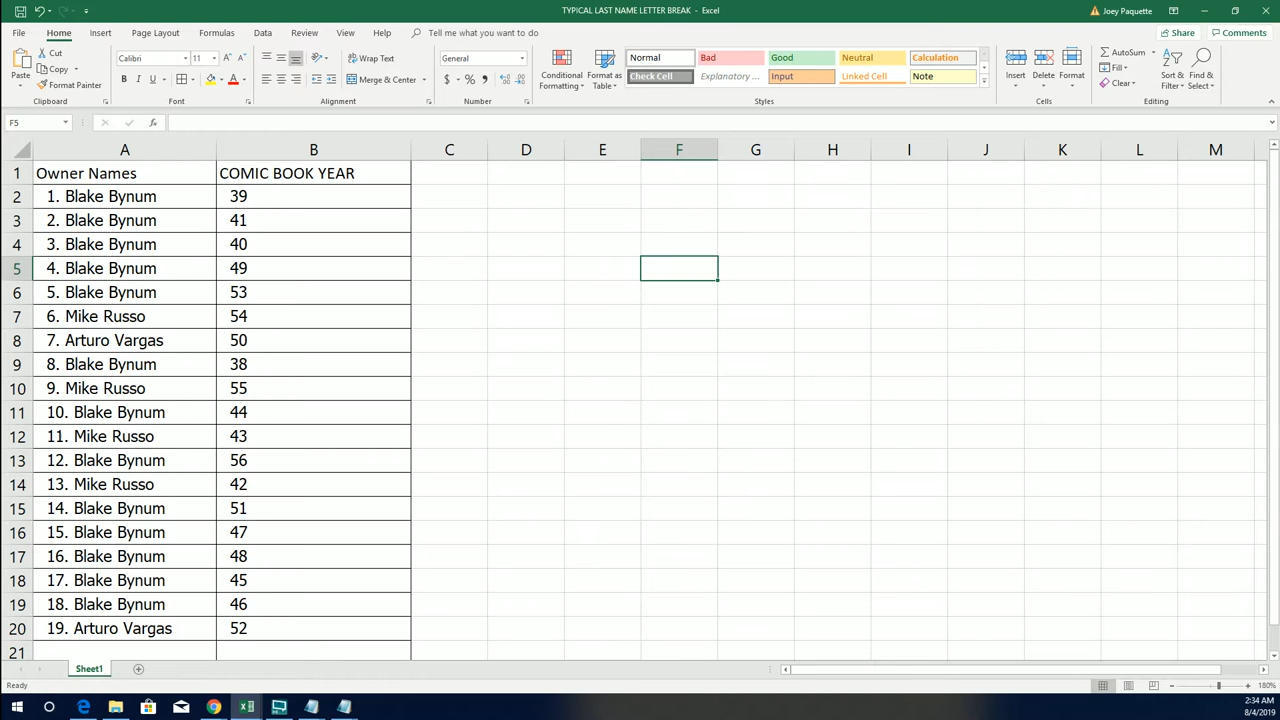 TYPICAL LAST NAME LETTER BREAK - Excel
Joey Paquette
File Home Insert Page Layout Formulas Data Review View Help Tell me what you want to do
Share Comments
Paste
Cut
Copy
Format Painter
Clipboard
Calibri 11
B I U
Font
Wrap Text
Merge & Center
Alignment
General
$ % ,
Number
Conditional Formatting
Format as Table
Normal Bad Good Neutral Calculation
Check Cell Explanatory ... Input Linked Cell Note
Styles
Insert Delete Format
Cells
AutoSum
Fill
Clear
Sort & Filter
Find & Select
Editing
F5 fx
A B C D E F G H I J K L M
1 Owner Names COMIC BOOK YEAR
2 1. Blake Bynum 39
3 2. Blake Bynum 41
4 3. Blake Bynum 40
5 4. Blake Bynum 49
6 5. Blake Bynum 53
7 6. Mike Russo 54
8 7. Arturo Vargas 50
9 8. Blake Bynum 38
10 9. Mike Russo 55
11 10. Blake Bynum 44
12 11. Mike Russo 43
13 12. Blake Bynum 56
14 13. Mike Russo 42
15 14. Blake Bynum 51
16 15. Blake Bynum 47
17 16. Blake Bynum 48
18 17. Blake Bynum 45
19 18. Blake Bynum 46
20 19. Arturo Vargas 52
21
Sheet1
Ready
180%
2:34 AM
8/4/2019